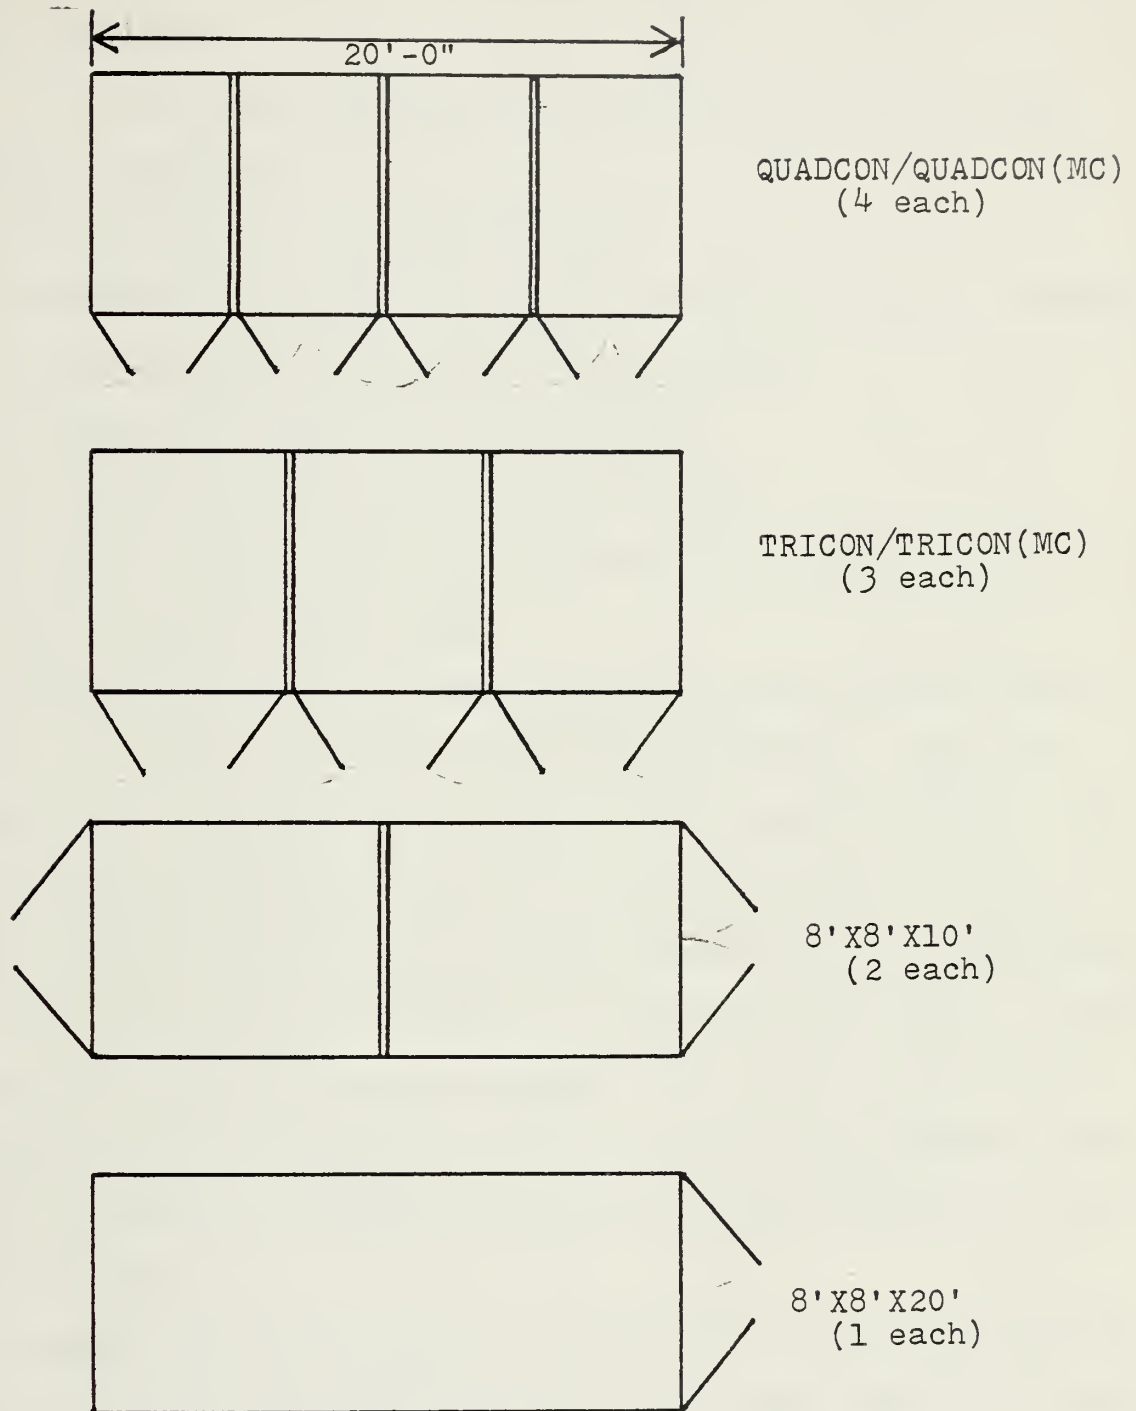 20'-0"
QUADCON/QUADCON(MC)
(4 each)
TRICON/TRICON(MC)
(3 each)
8'X8'X10'
(2 each)
8'X8'X20'
(1 each)